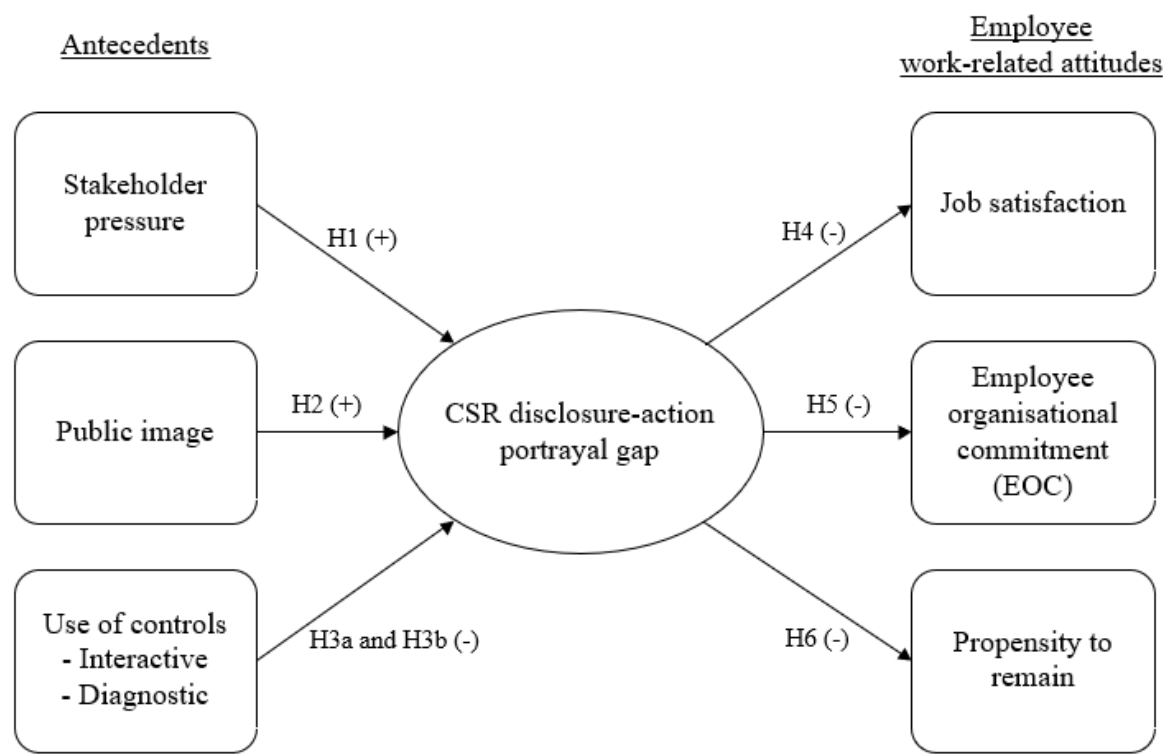 Antecedents
Employee
work-related attitudes
Stakeholder
pressure
H1 (+)
H4 (-)
Job satisfaction
Public image
H2 (+)
CSR disclosure-action
portrayal gap
H5 (-)
Employee
organisational
commitment
(EOC)
Use of controls
- Interactive
- Diagnostic
H3a and H3b (-)
H6 (-)
Propensity to
remain